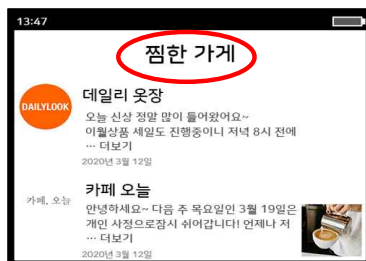 13:47
찜한 가게
DAILYLOOK
데일리 옷장
오늘 신상 정말 많이 들어왔어요~
이월상품 세일도 진행중이니 저녁 8시 전에
… 더보기
2020년 3월 12일
카페, 오늘
카페 오늘
안녕하세요~ 다음 주 목요일인 3월 19일은
개인 사정으로잠시 쉬어갑니다! 언제나 저
… 더보기
2020년 3월 12일